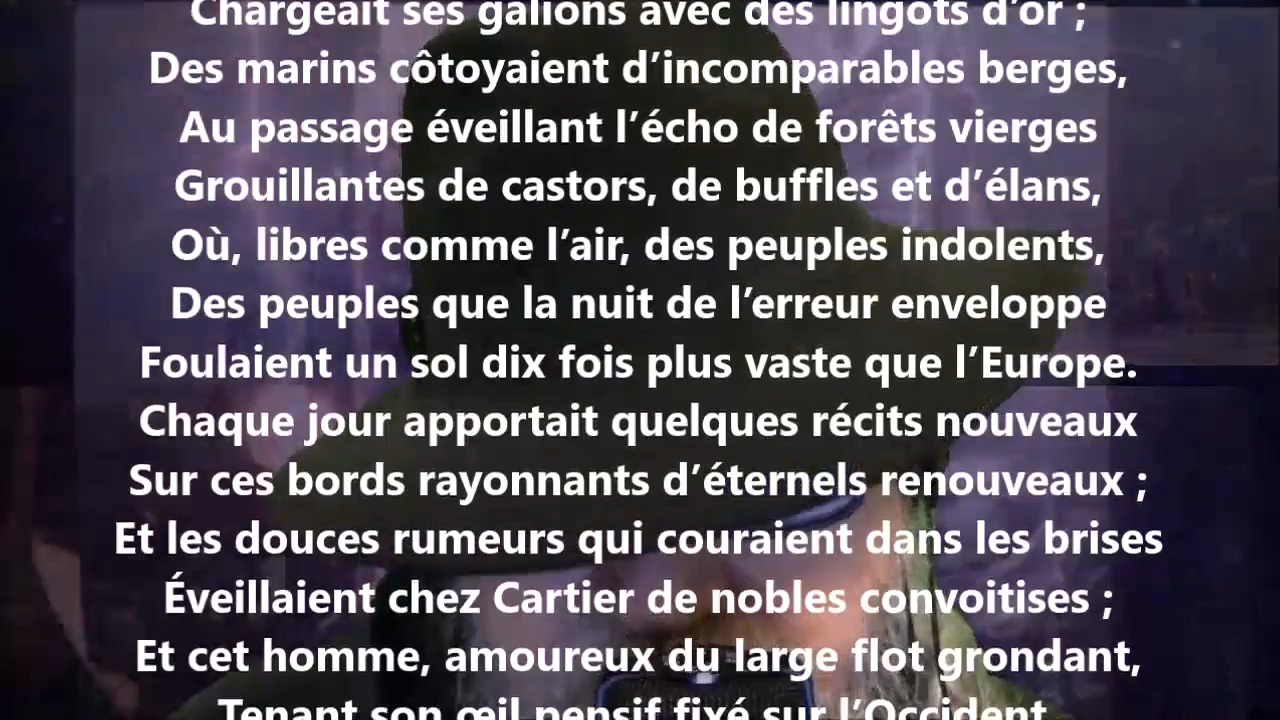 Chargeait ses galions avec des lingots d’or ;
Des marins côtoyaient d’incomparables berges,
Au passage éveillant l’écho de forêts vierges
Grouillantes de castors, de buffles et d’élans,
Où, libres comme l’air, des peuples indolents,
Des peuples que la nuit de l’erreur enveloppe
Foulaient un sol dix fois plus vaste que l’Europe.
Chaque jour apportait quelques récits nouveaux
Sur ces bords rayonnants d’éternels renouveaux ;
Et les douces rumeurs qui couraient dans les brises
Éveillaient chez Cartier de nobles convoitises ;
Et cet homme, amoureux du large flot grondant,
Tenant son œil pensif fixé sur l’Occident